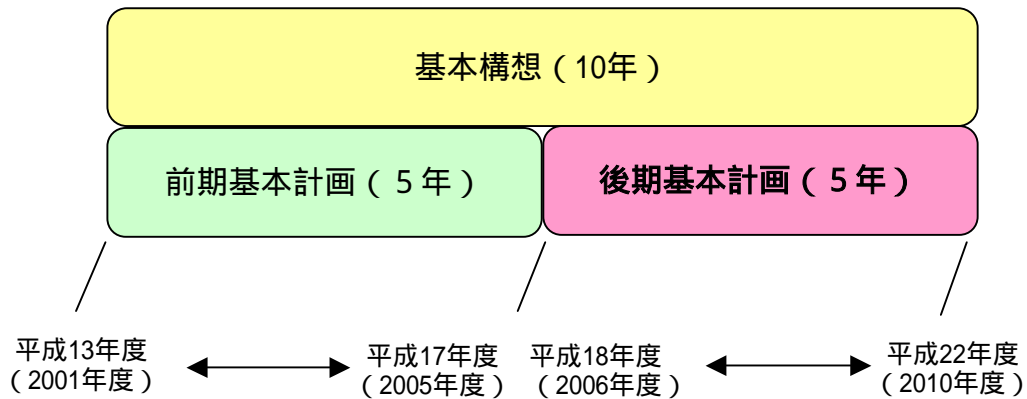 基本構想（10年）
前期基本計画（５年）
後期基本計画（５年）
平成13年度
（2001年度）
平成17年度
（2005年度）
平成18年度
（2006年度）
平成22年度
（2010年度）